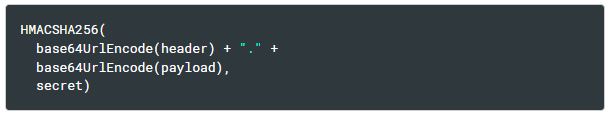 HMACSHA256(
base64UrlEncode(header) + "." +
base64UrlEncode(payload),
secret)